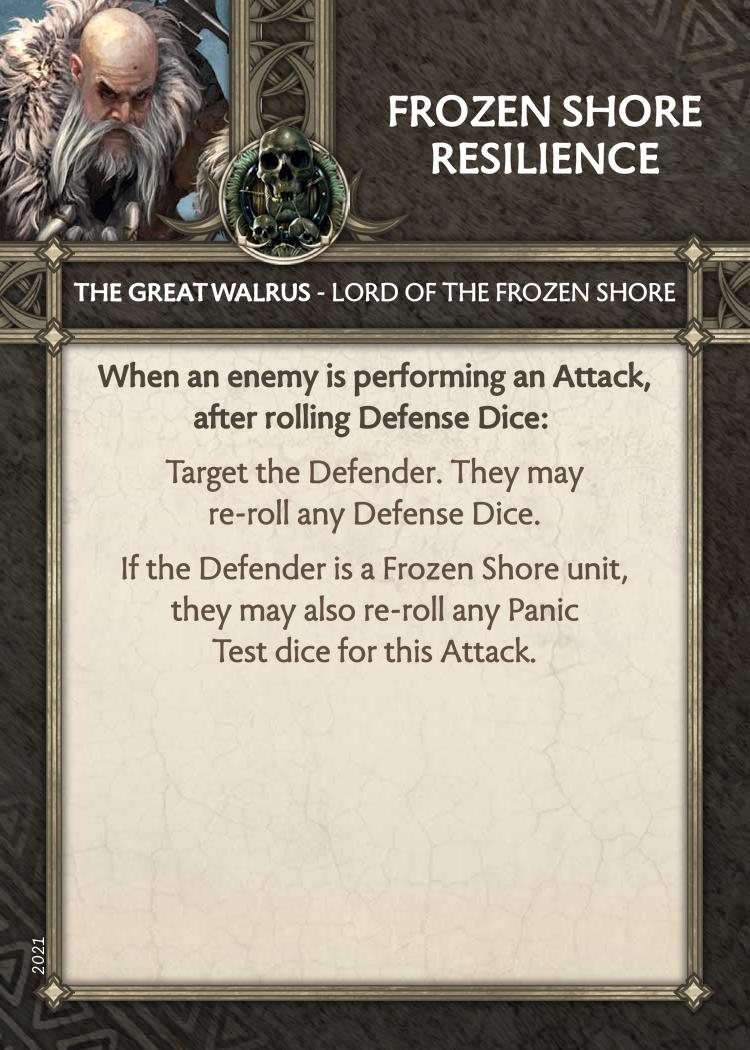 FROZEN SHORE
RESILIENCE
THE GREAT WALRUS - LORD OF THE FROZEN SHORE
When an enemy is performing an Attack,
after rolling Defense Dice:
Target the Defender. They may
re-roll any Defense Dice.
If the Defender is a Frozen Shore unit,
they may also re-roll any Panic
Test dice for this Attack.
2021